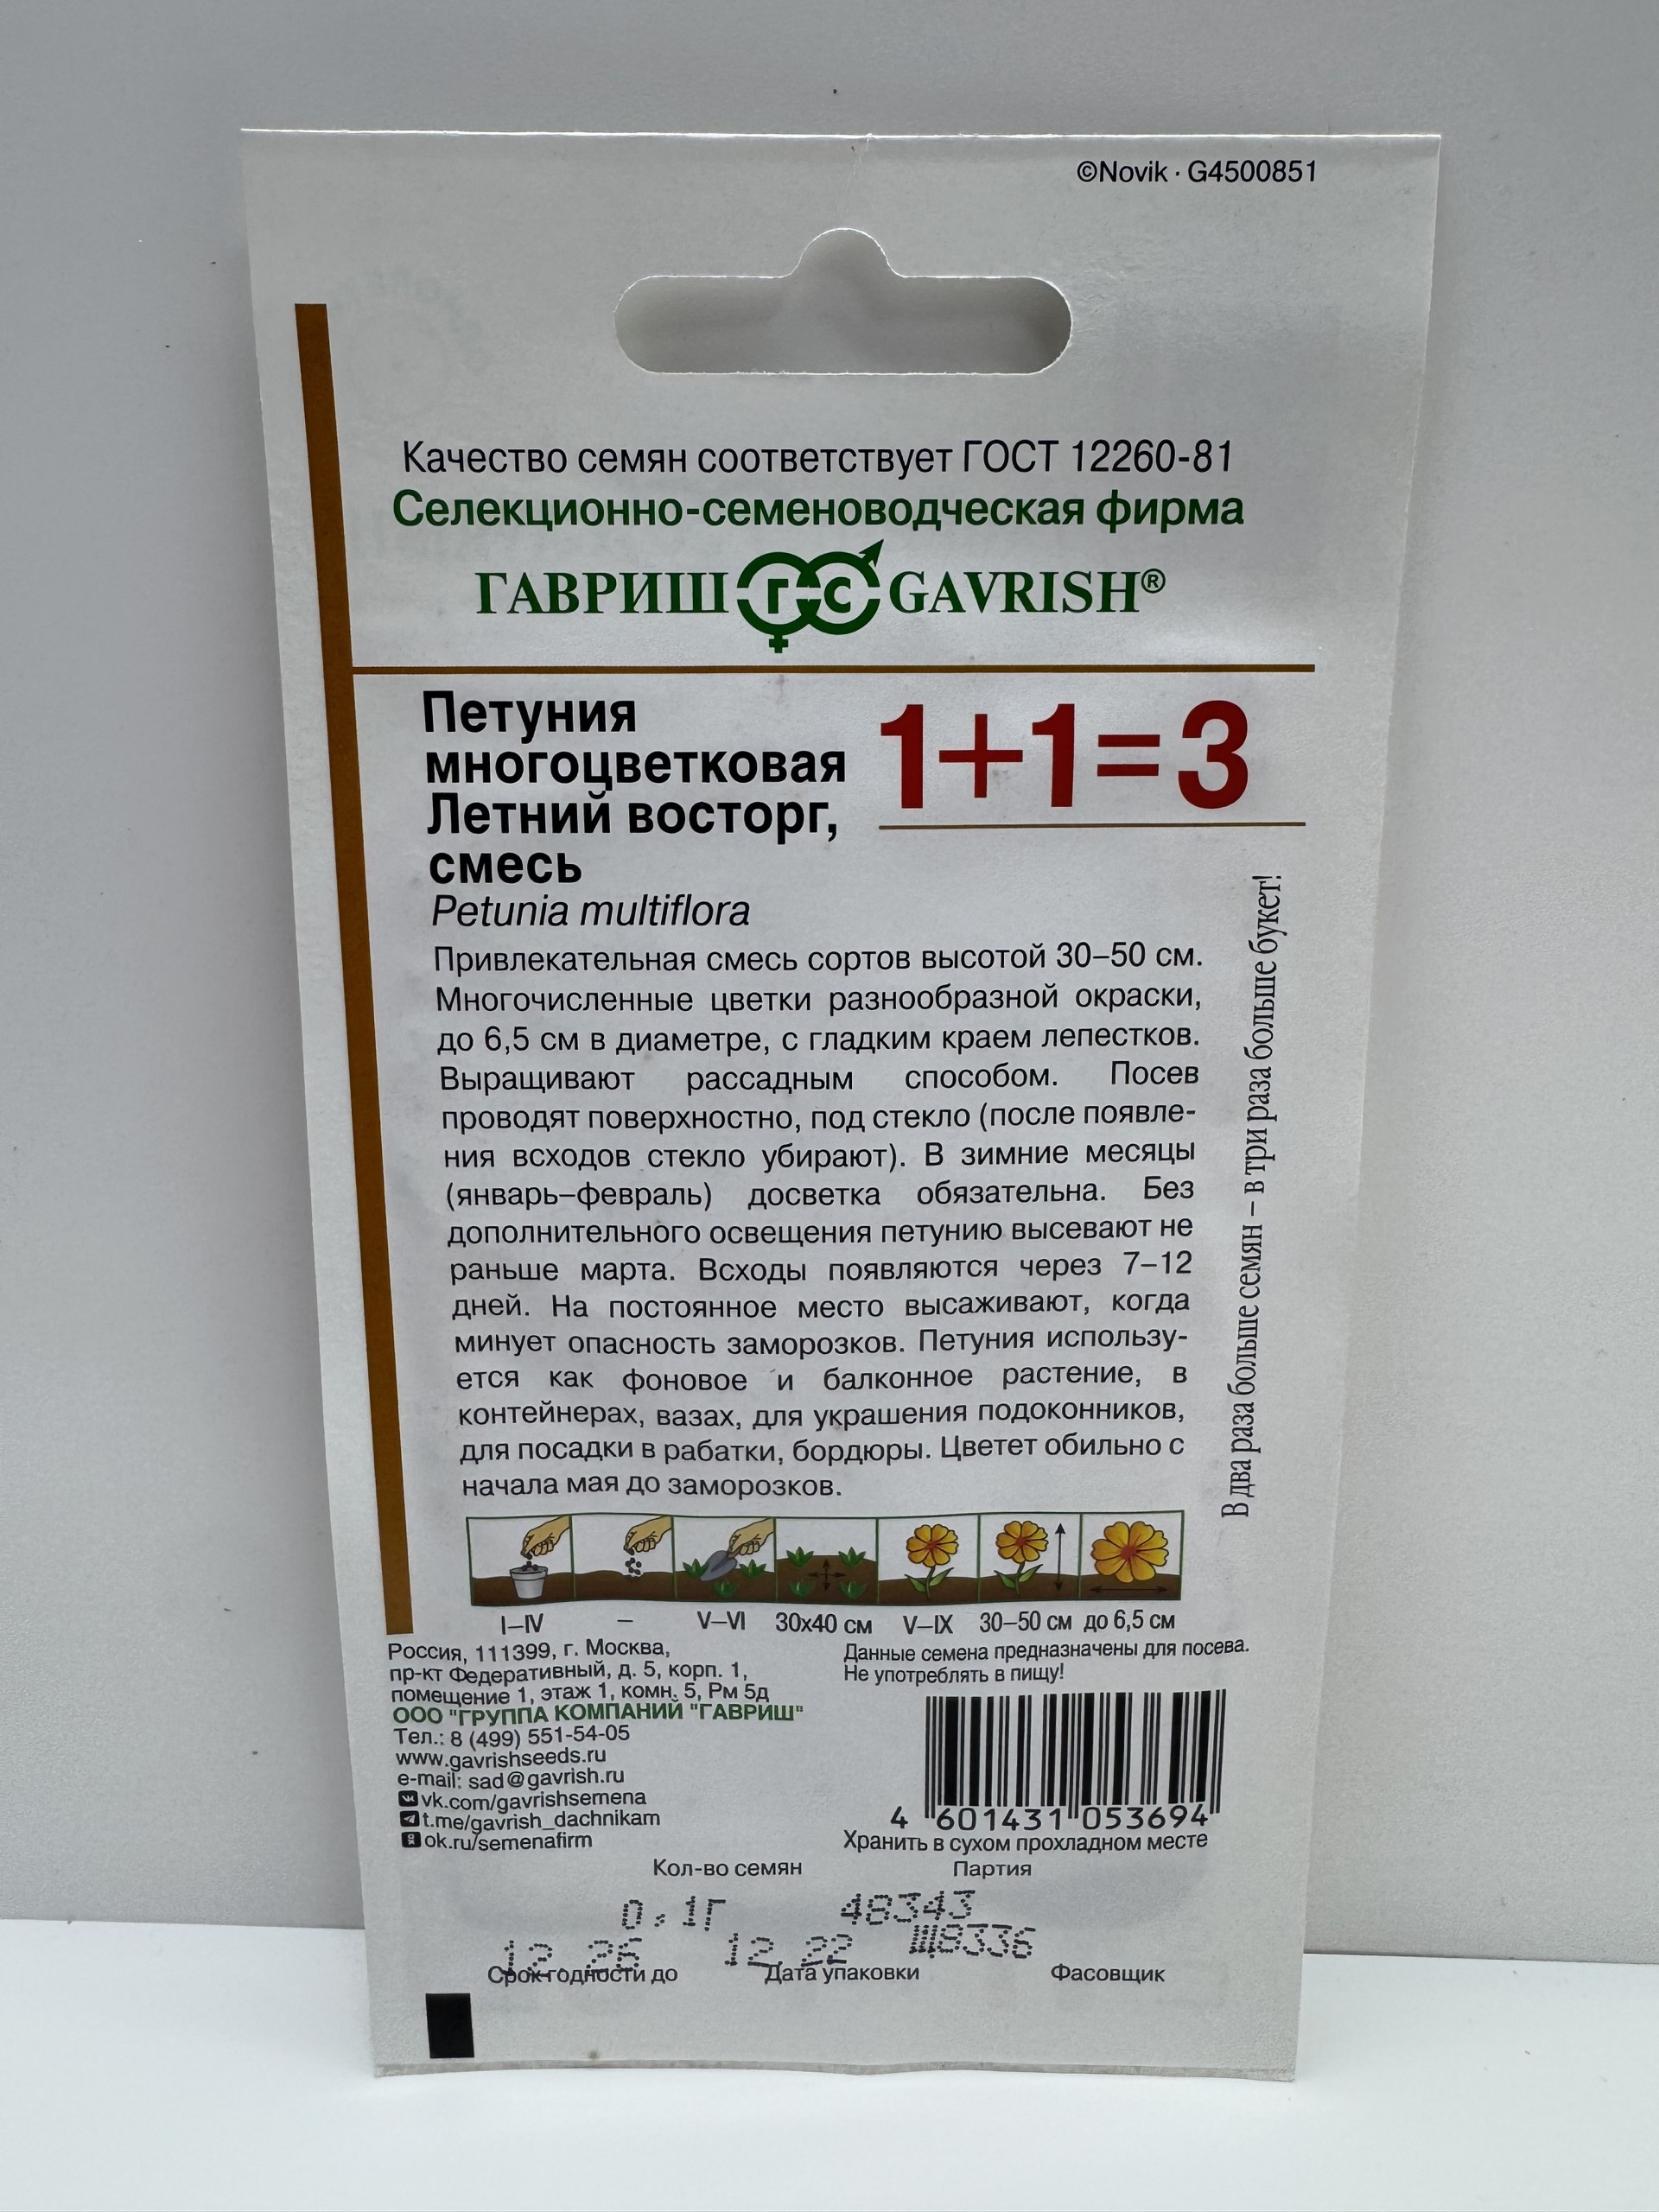 ©Novik · G4500851
Качество семян соответствует ГОСТ 12260-81
Селекционно-семеноводческая фирма
ГАВРИШ ГС GAVRISH®
Петуния
многоцветковая
Летний восторг,
смесь
1+1=3
Petunia multiflora
Привлекательная смесь сортов высотой 30–50 см.
Многочисленные цветки разнообразной окраски,
до 6,5 см в диаметре, с гладким краем лепестков.
Выращивают рассадным способом. Посев
проводят поверхностно, под стекло (после появле-
ния всходов стекло убирают). В зимние месяцы
(январь–февраль) досветка обязательна. Без
дополнительного освещения петунию высевают не
раньше марта. Всходы появляются через 7–12
дней. На постоянное место высаживают, когда
минует опасность заморозков. Петуния использу-
ется как фоновое и балконное растение, в
контейнерах, вазах, для украшения подоконников,
для посадки в рабатки, бордюры. Цветет обильно с
начала мая до заморозков.
В два раза больше семян – в три раза больше букет!
I–IV – V–VI 30х40 см V–IX 30–50 см до 6,5 см
Россия, 111399, г. Москва,
пр-кт Федеративный, д. 5, корп. 1,
помещение 1, этаж 1, комн. 5, Рм 5д
ООО "ГРУППА КОМПАНИЙ "ГАВРИШ"
Тел.: 8 (499) 551-54-05
www.gavrishseeds.ru
e-mail: sad@gavrish.ru
vk.com/gavrishsemena
t.me/gavrish_dachnikam
ok.ru/semenafirm
Данные семена предназначены для посева.
Не употреблять в пищу!
4 601431 053694
Хранить в сухом прохладном месте
Кол-во семян Партия
0,1г 48343
12.26 12.22 Щ8336
Срок годности до Дата упаковки Фасовщик